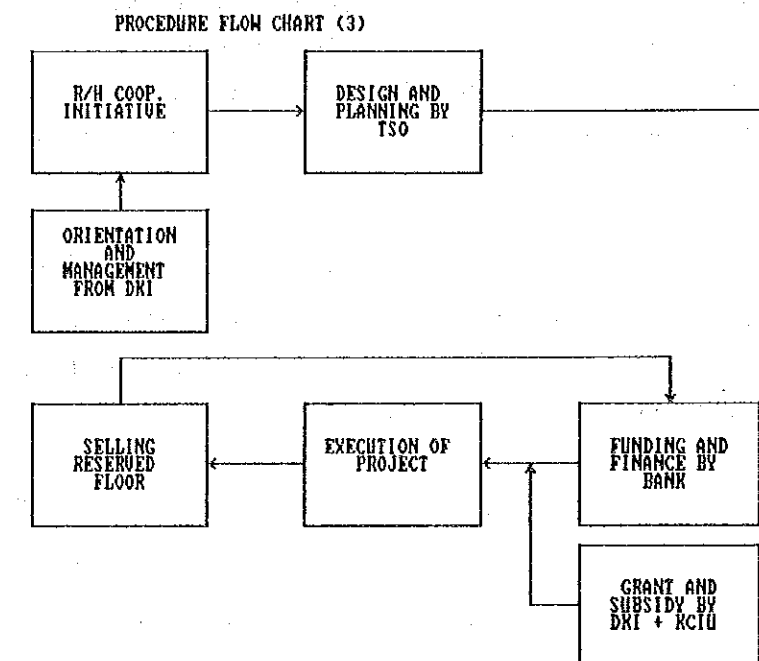 PROCEDURE FLOW CHART (3)
R/H COOP.
INITIATIVE
DESIGN AND
PLANNING BY
TSO
ORIENTATION
AND
MANAGEMENT
FROM DKI
SELLING
RESERVED
FLOOR
EXECUTION OF
PROJECT
FUNDING AND
FINANCE BY
BANK
GRANT AND
SUBSIDY BY
DKI + KCIU